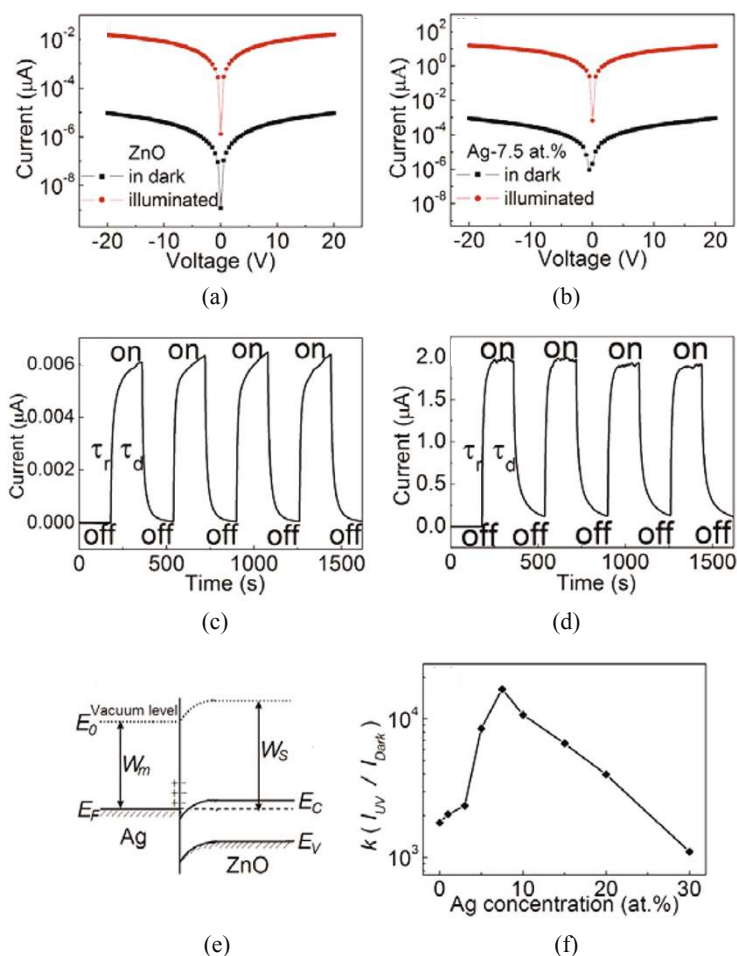 Current (μA)
10^-2
10^-4
10^-6
10^-8
ZnO
in dark
illuminated
-20 -10 0 10 20
Voltage (V)
(a)
Current (μA)
10^2
10^0
10^-2
10^-4
10^-6
10^-8
Ag-7.5 at.%
in dark
illuminated
-20 -10 0 10 20
Voltage (V)
(b)
Current (μA)
0.006
0.004
0.002
0.000
on on on on
τr τd
off off off off off
0 500 1000 1500
Time (s)
(c)
Current (μA)
2.0
1.5
1.0
0.5
0.0
on on on on
τr τd
off off off off off
0 500 1000 1500
Time (s)
(d)
Vacuum level
E0
Wm
WS
+ +
+ +
+ +
EF
EC
Ag
EV
ZnO
(e)
k ( IUV / IDark )
10^4
10^3
0 10 20 30
Ag concentration (at.%)
(f)